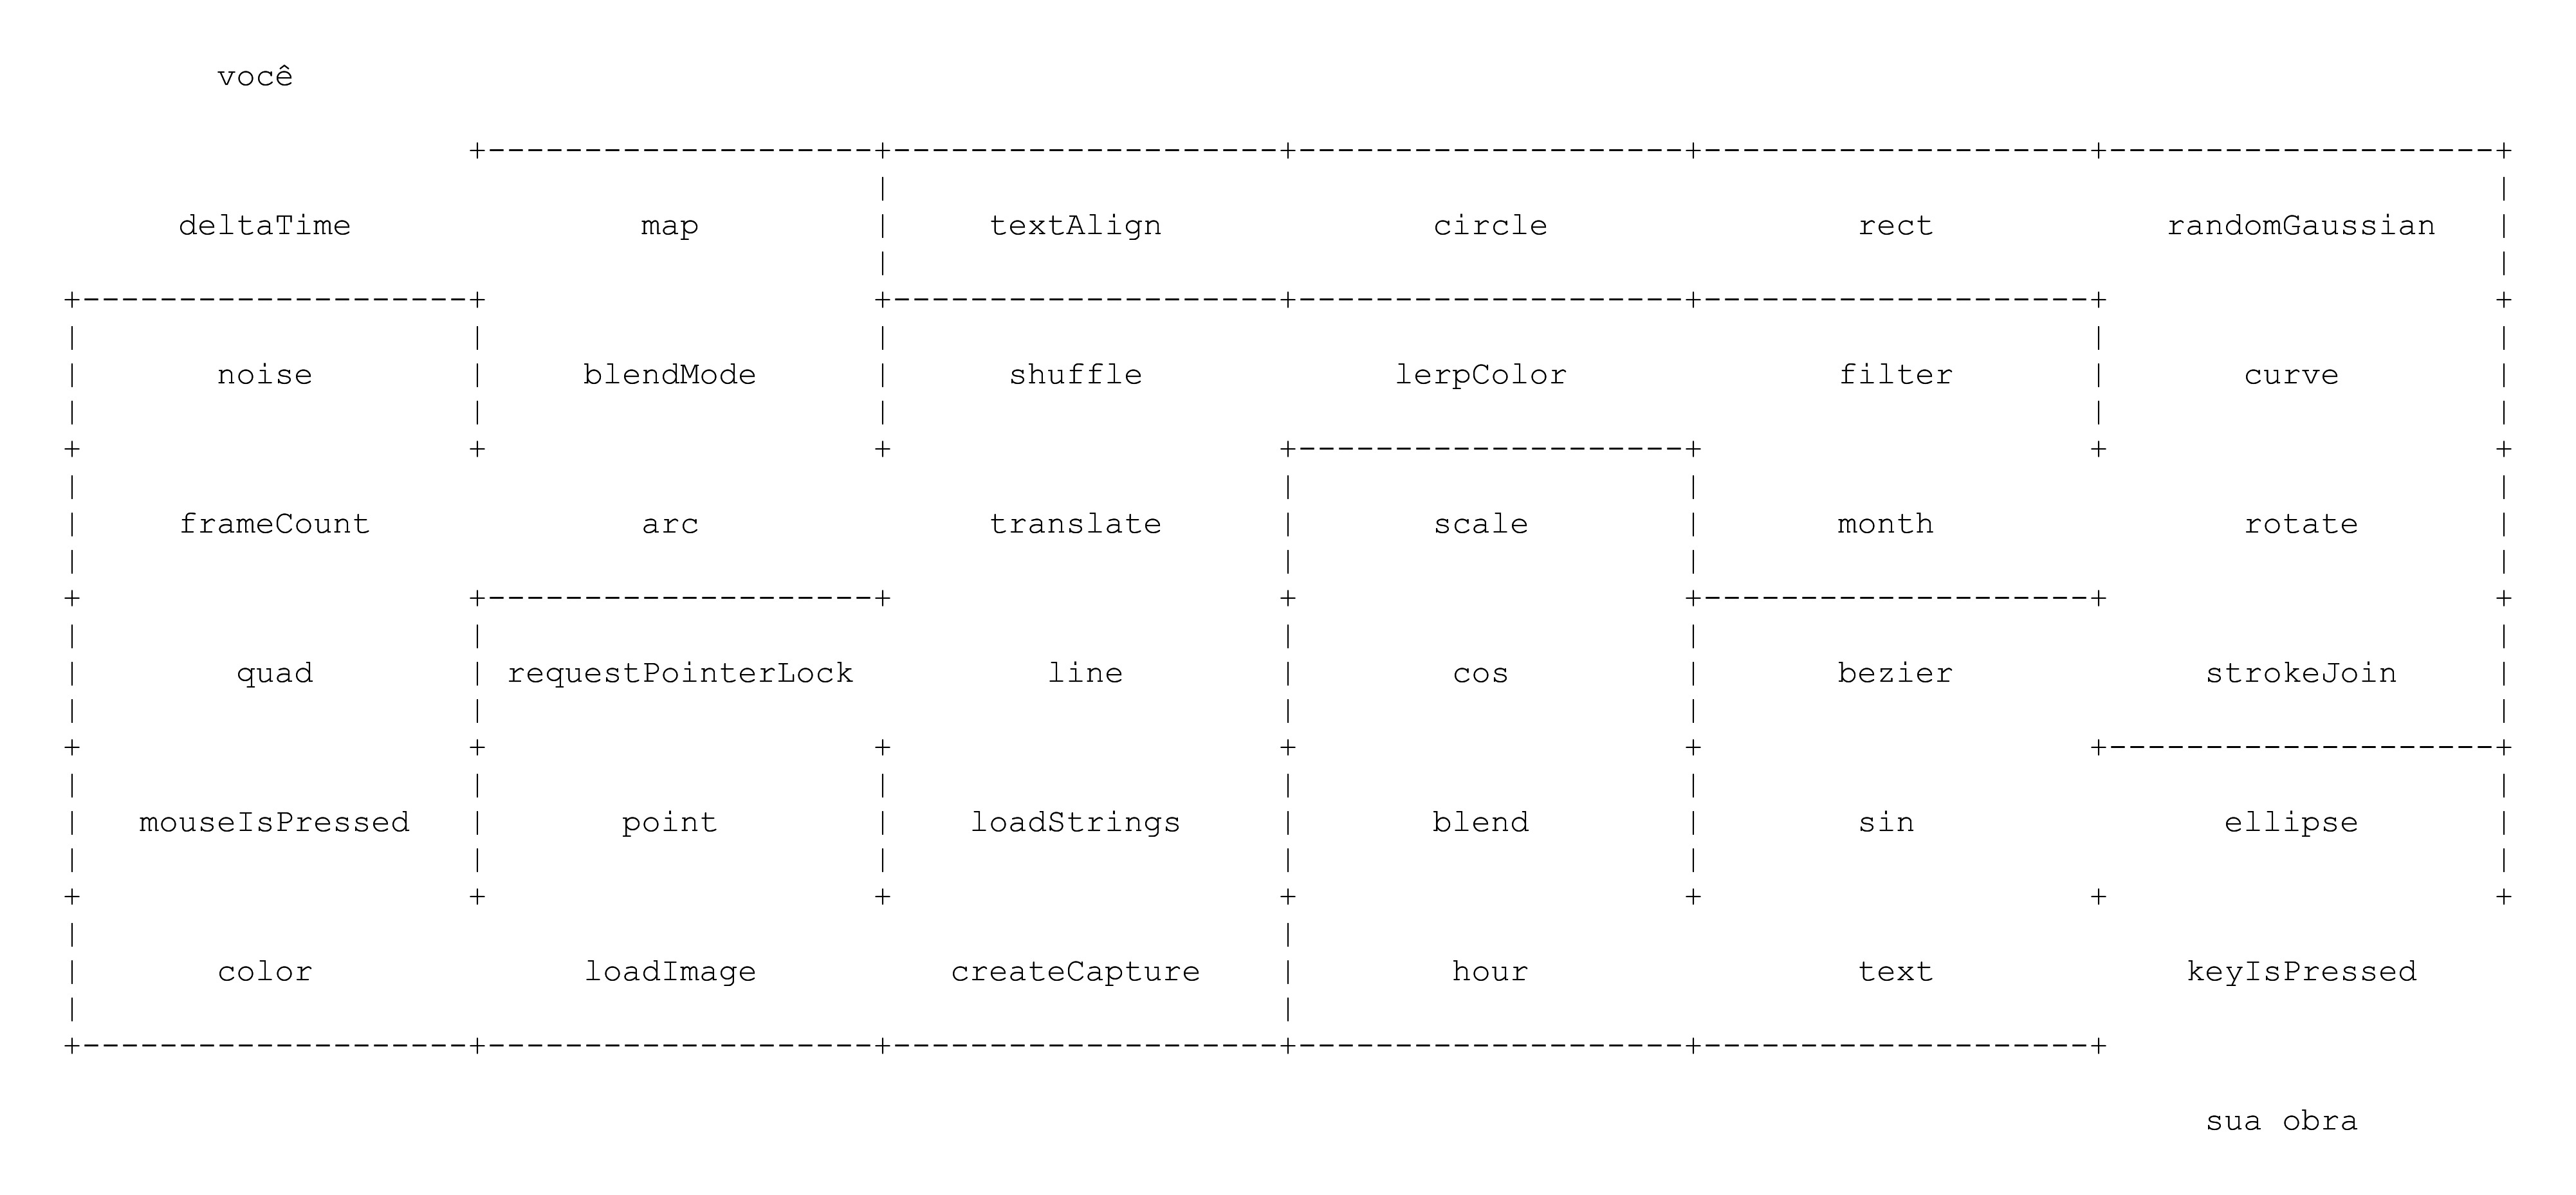 você
deltaTime map textAlign circle rect randomGaussian
noise blendMode shuffle lerpColor filter curve
frameCount arc translate scale month rotate
quad requestPointerLock line cos bezier strokeJoin
mouseIsPressed point loadStrings blend sin ellipse
color loadImage createCapture hour text keyIsPressed
sua obra